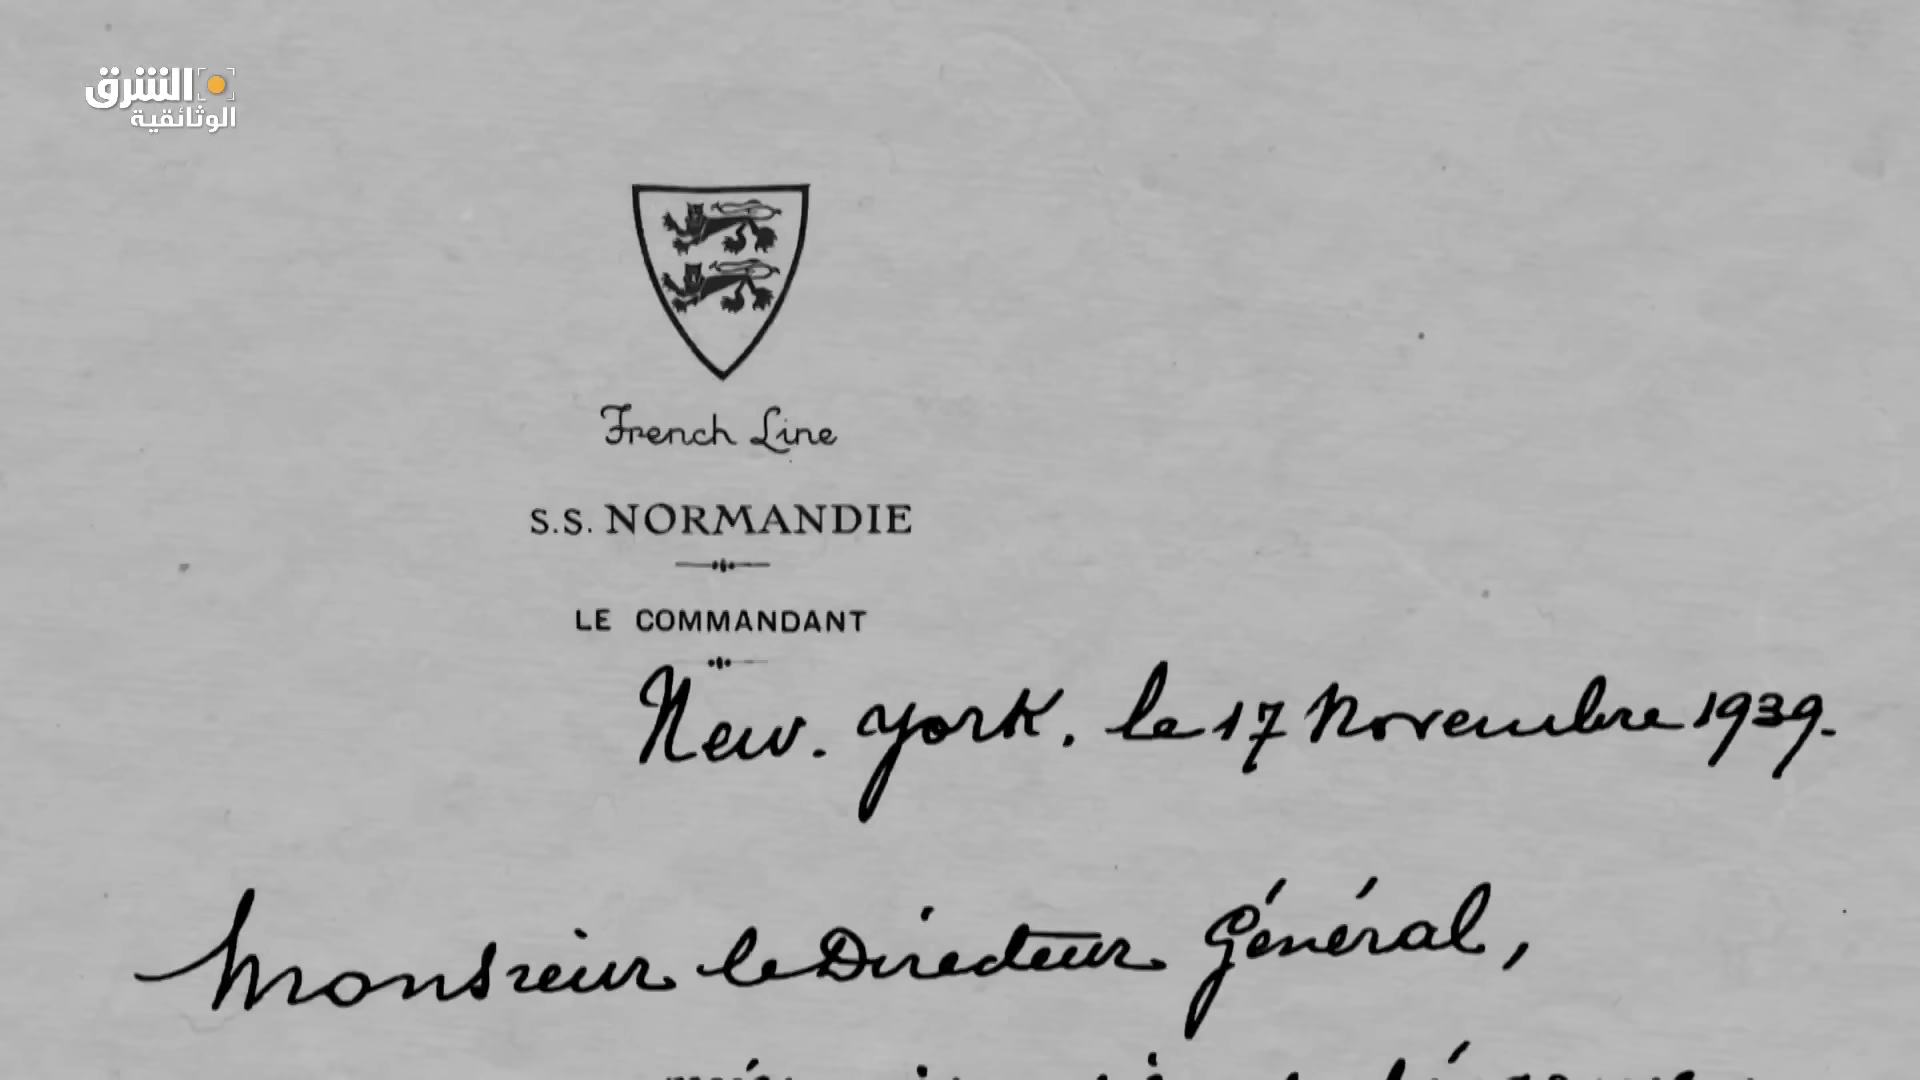 الشرق
الوثائقية
French Line
S.S. NORMANDIE
LE COMMANDANT
New. York. le 17 Novembre 1939.
Monsieur le Directeur Général,